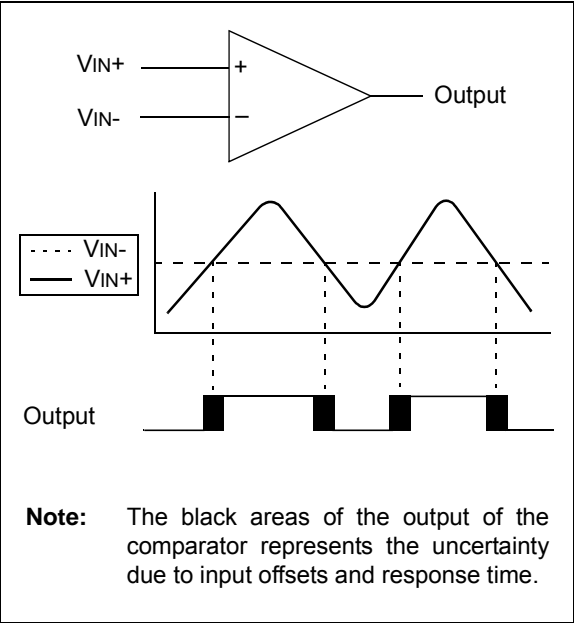 VIN+
+
Output
VIN-
–
VIN-
VIN+
Output
Note: The black areas of the output of the
comparator represents the uncertainty
due to input offsets and response time.